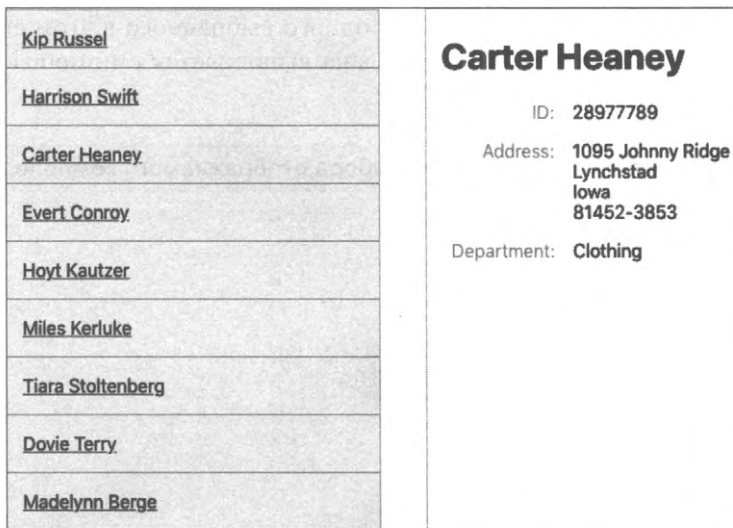 Kip Russel
Harrison Swift
Carter Heaney
Evert Conroy
Hoyt Kautzer
Miles Kerluke
Tiara Stoltenberg
Dovie Terry
Madelynn Berge
Carter Heaney
ID: 28977789
Address: 1095 Johnny Ridge
Lynchstad
Iowa
81452-3853
Department: Clothing